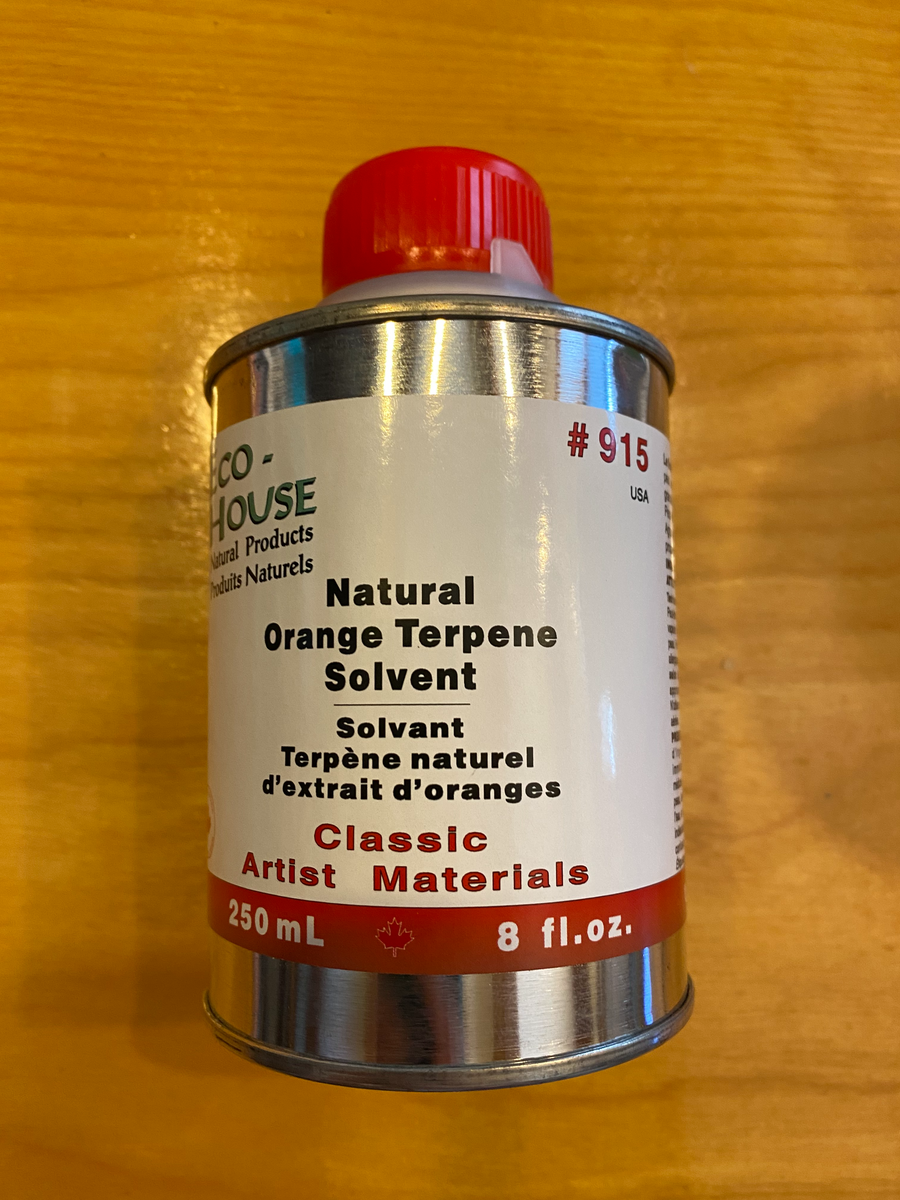 ECO-
HOUSE
Natural Products
Produits Naturels
# 915
USA
Natural
Orange Terpene
Solvent
Solvant
Terpène naturel
d'extrait d'oranges
Classic
Artist Materials
250 mL
8 fl.oz.